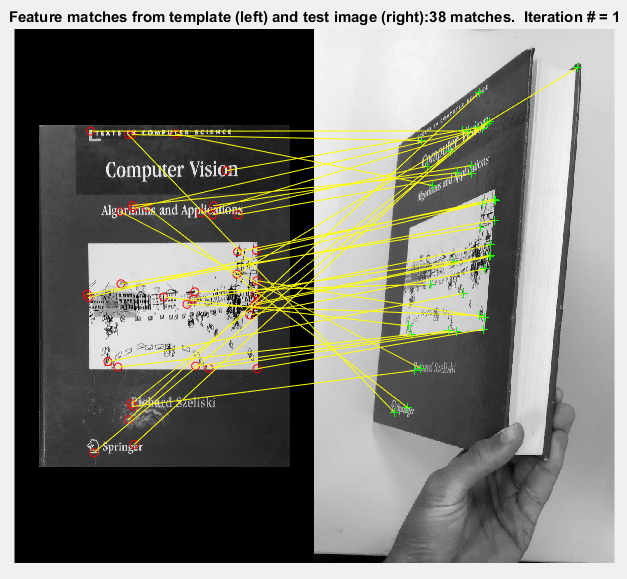 Feature matches from template (left) and test image (right):38 matches.  Iteration # = 1
TEXTS IN COMPUTER SCIENCE
Computer Vision
Algorithms and Applications
Richard Szeliski
Springer
Computer Vision
Algorithms and Applications
Richard Szeliski
Springer